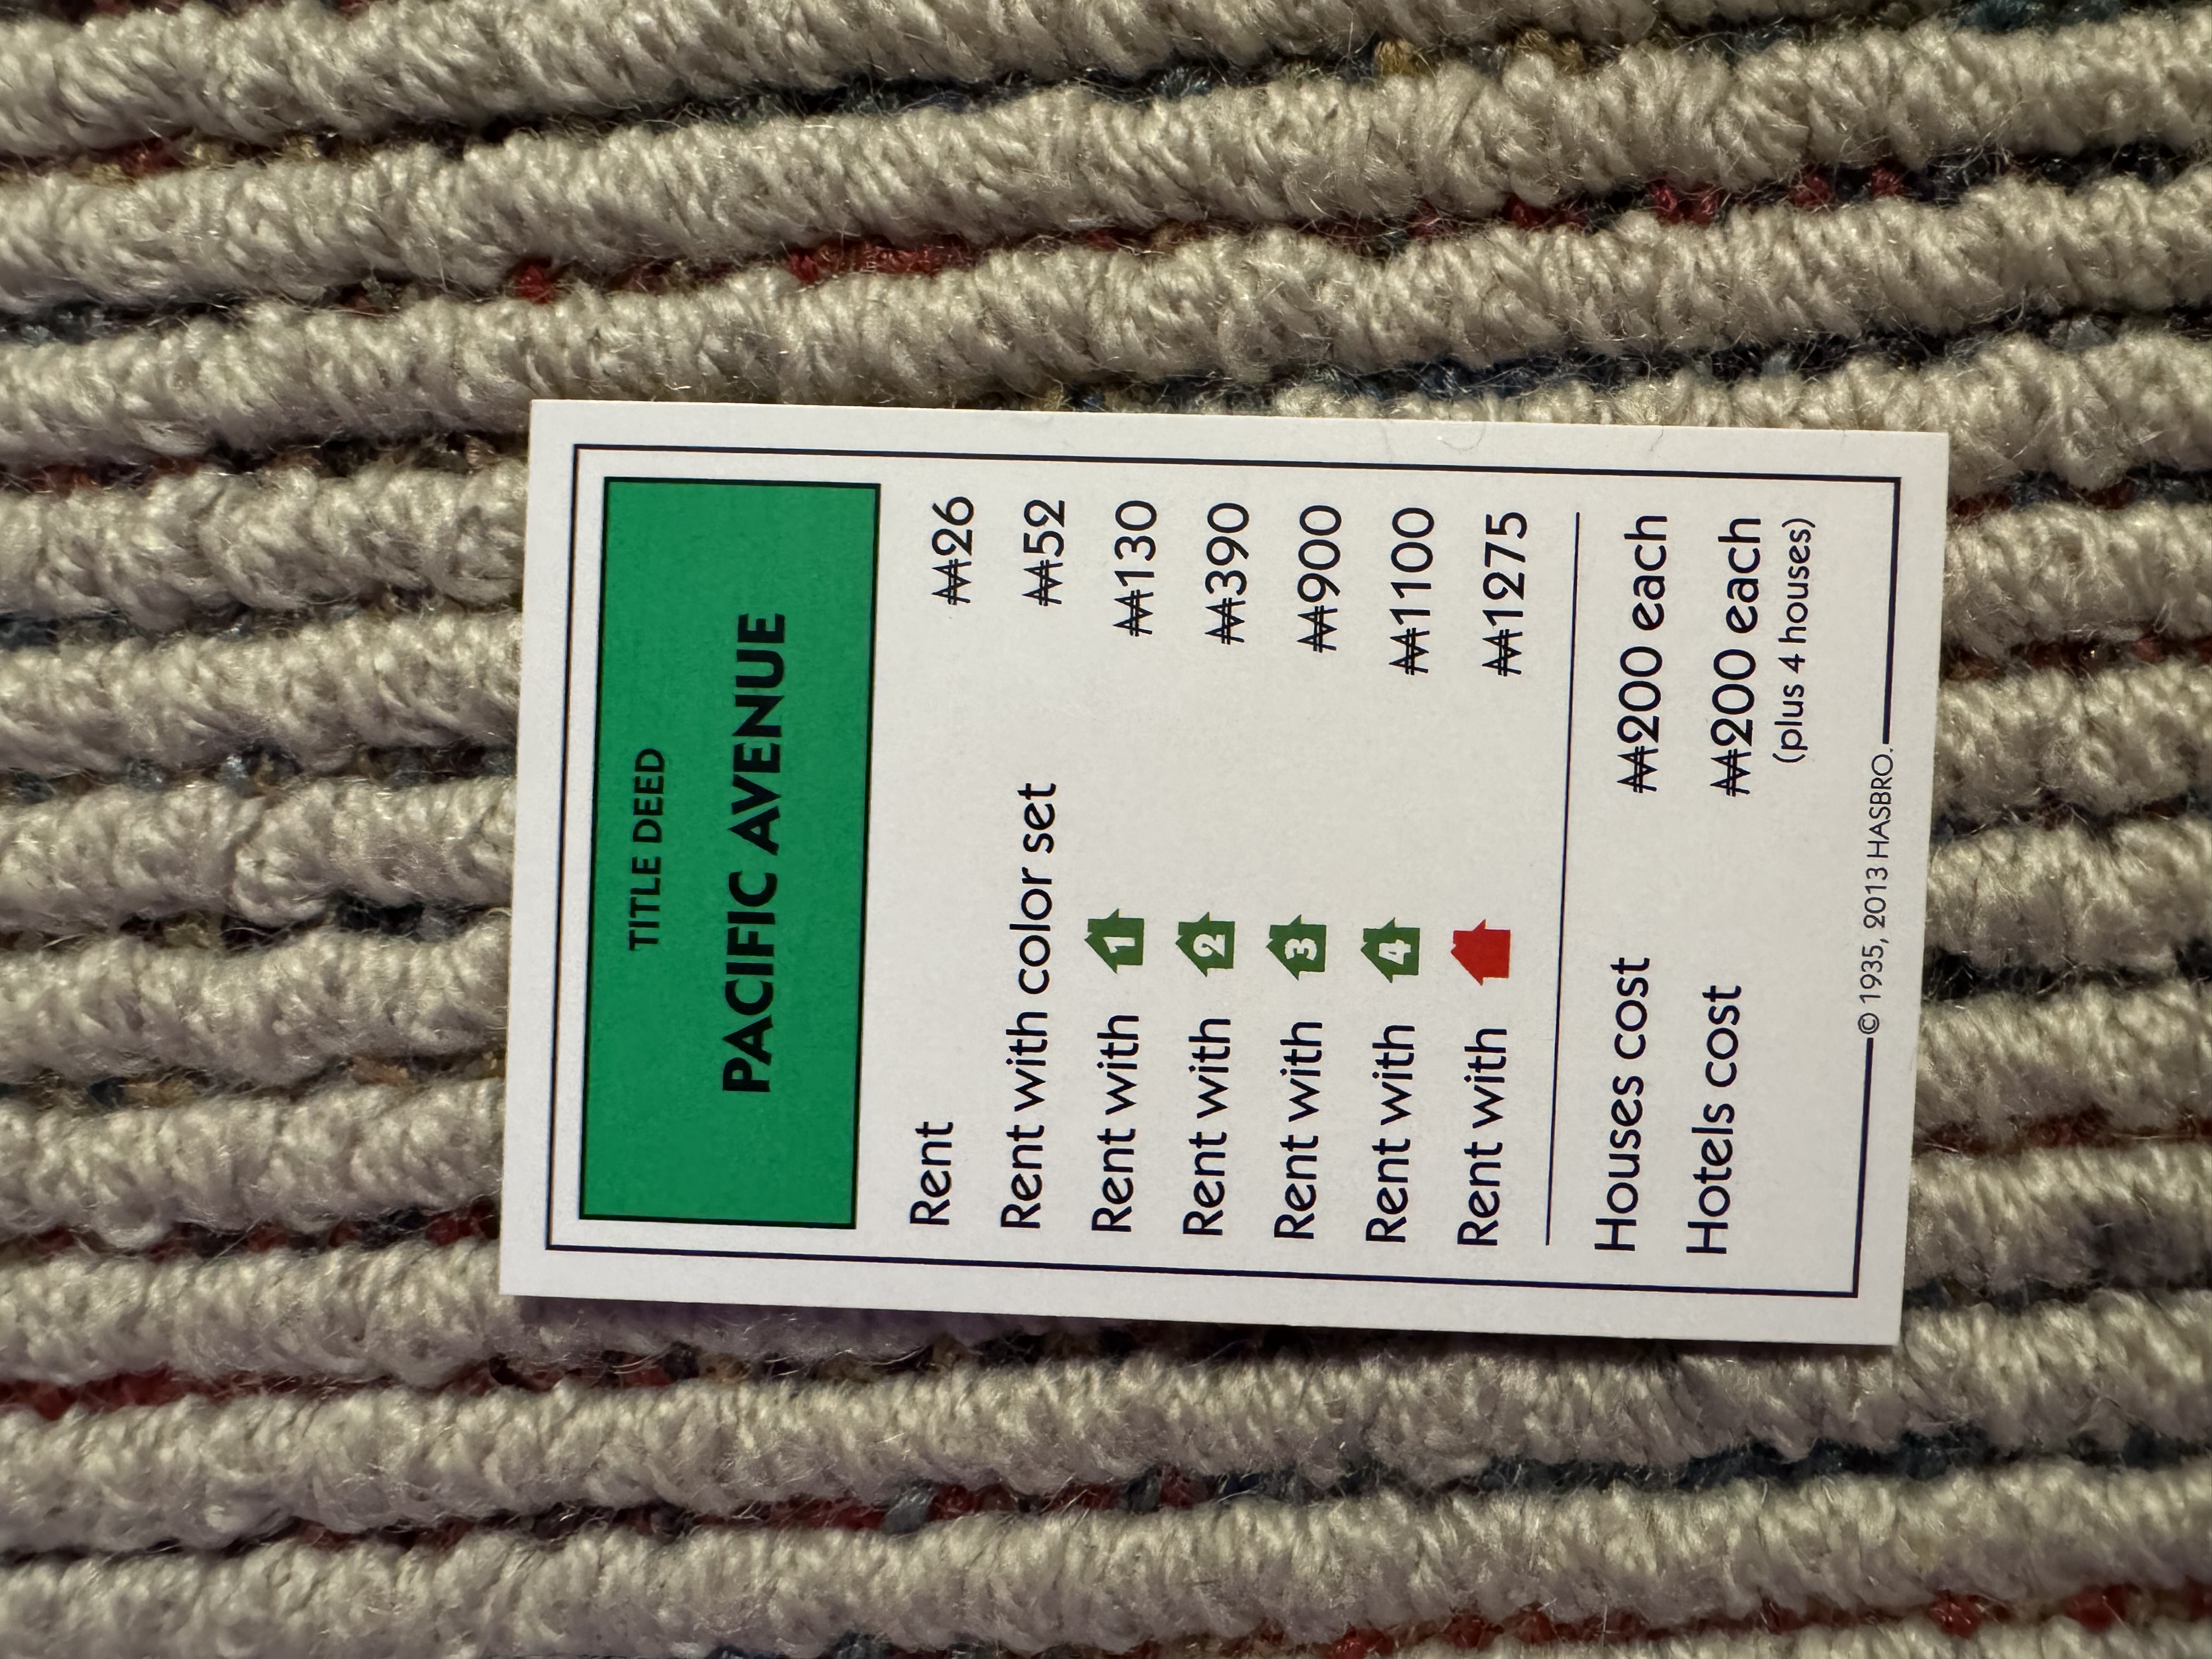 TITLE DEED
PACIFIC AVENUE
Rent ₩26
Rent with color set ₩52
Rent with 1 ₩130
Rent with 2 ₩390
Rent with 3 ₩900
Rent with 4 ₩1100
Rent with ₩1275
Houses cost ₩200 each
Hotels cost ₩200 each
(plus 4 houses)
© 1935, 2013 HASBRO.